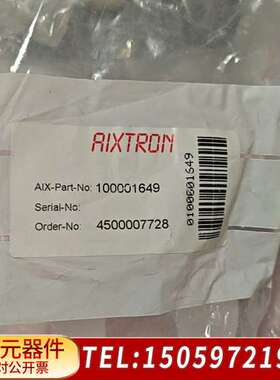 AIXTRON
AIX-Part-No: 100001649
Serial-No:
Order-No: 4500007728
0100001649
元器件
对公开票
TEL:150597219